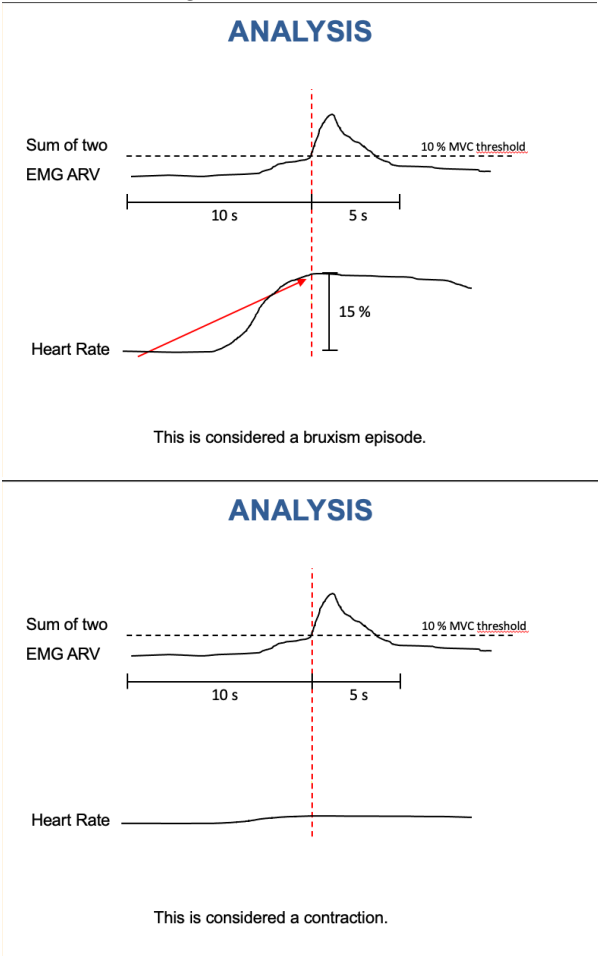 ANALYSIS
Sum of two
EMG ARV
10 % MVC threshold
10 s
5 s
15 %
Heart Rate
This is considered a bruxism episode.
ANALYSIS
Sum of two
EMG ARV
10 % MVC threshold
10 s
5 s
Heart Rate
This is considered a contraction.